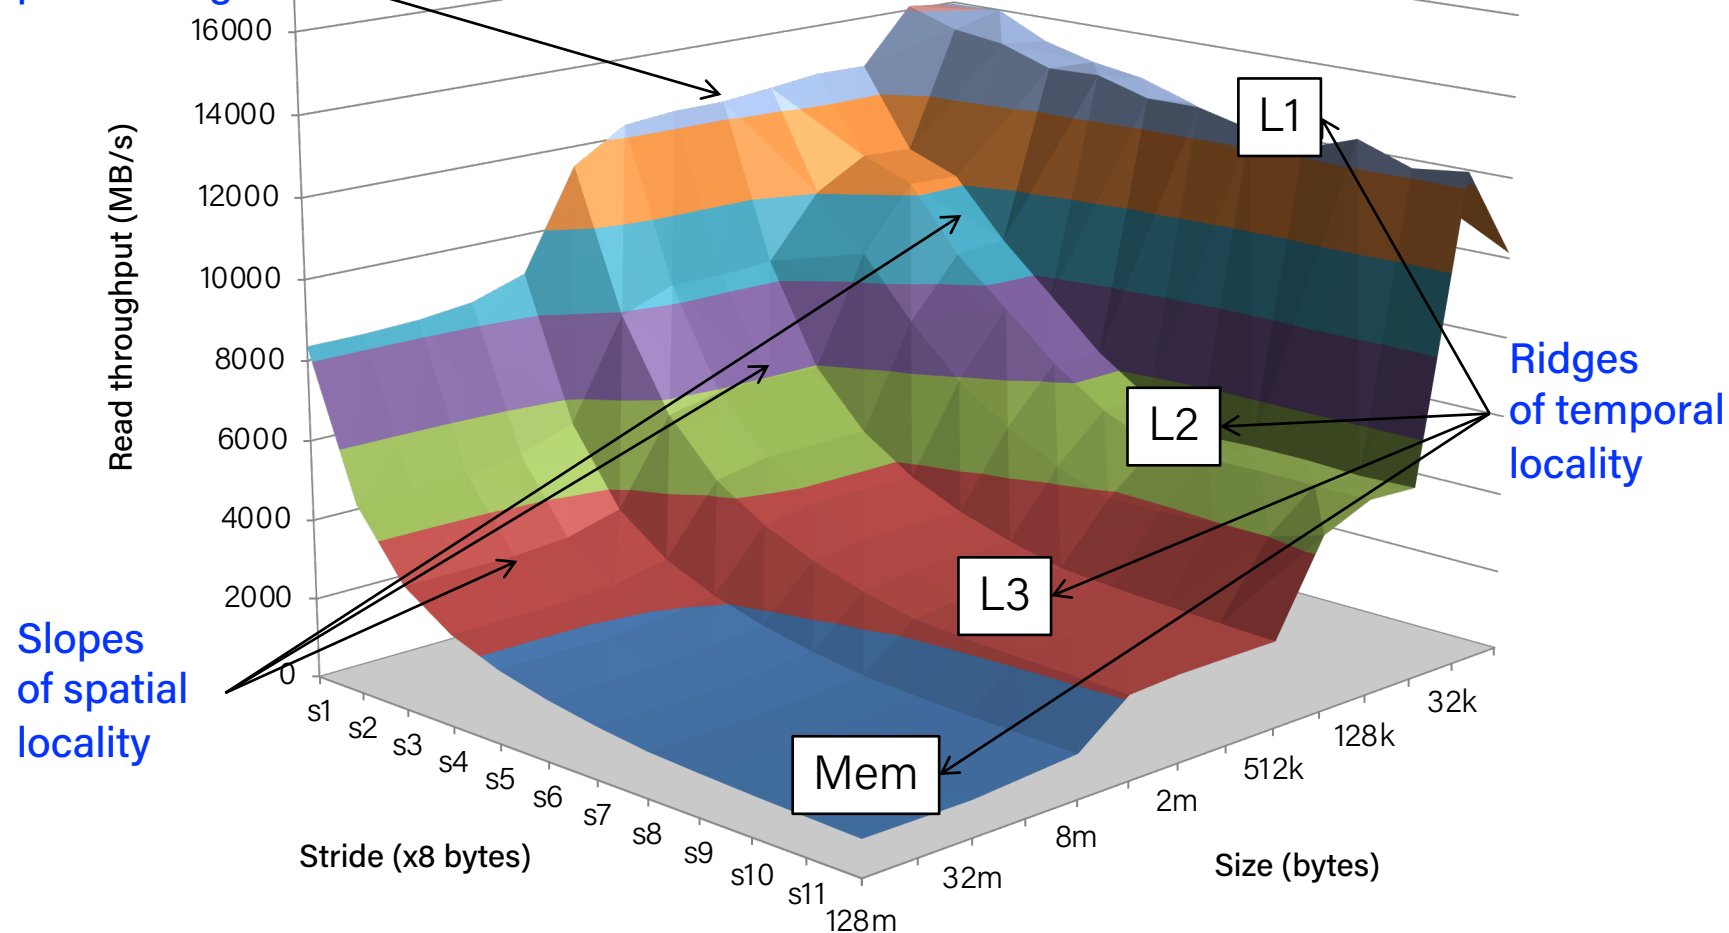 16000
14000
12000
10000
8000
6000
4000
2000
0
Read throughput (MB/s)
L1
L2
L3
Mem
Ridges
of temporal
locality
Slopes
of spatial
locality
s1
s2
s3
s4
s5
s6
s7
s8
s9
s10
s11
Stride (x8 bytes)
128m
32m
8m
2m
512k
128k
32k
Size (bytes)